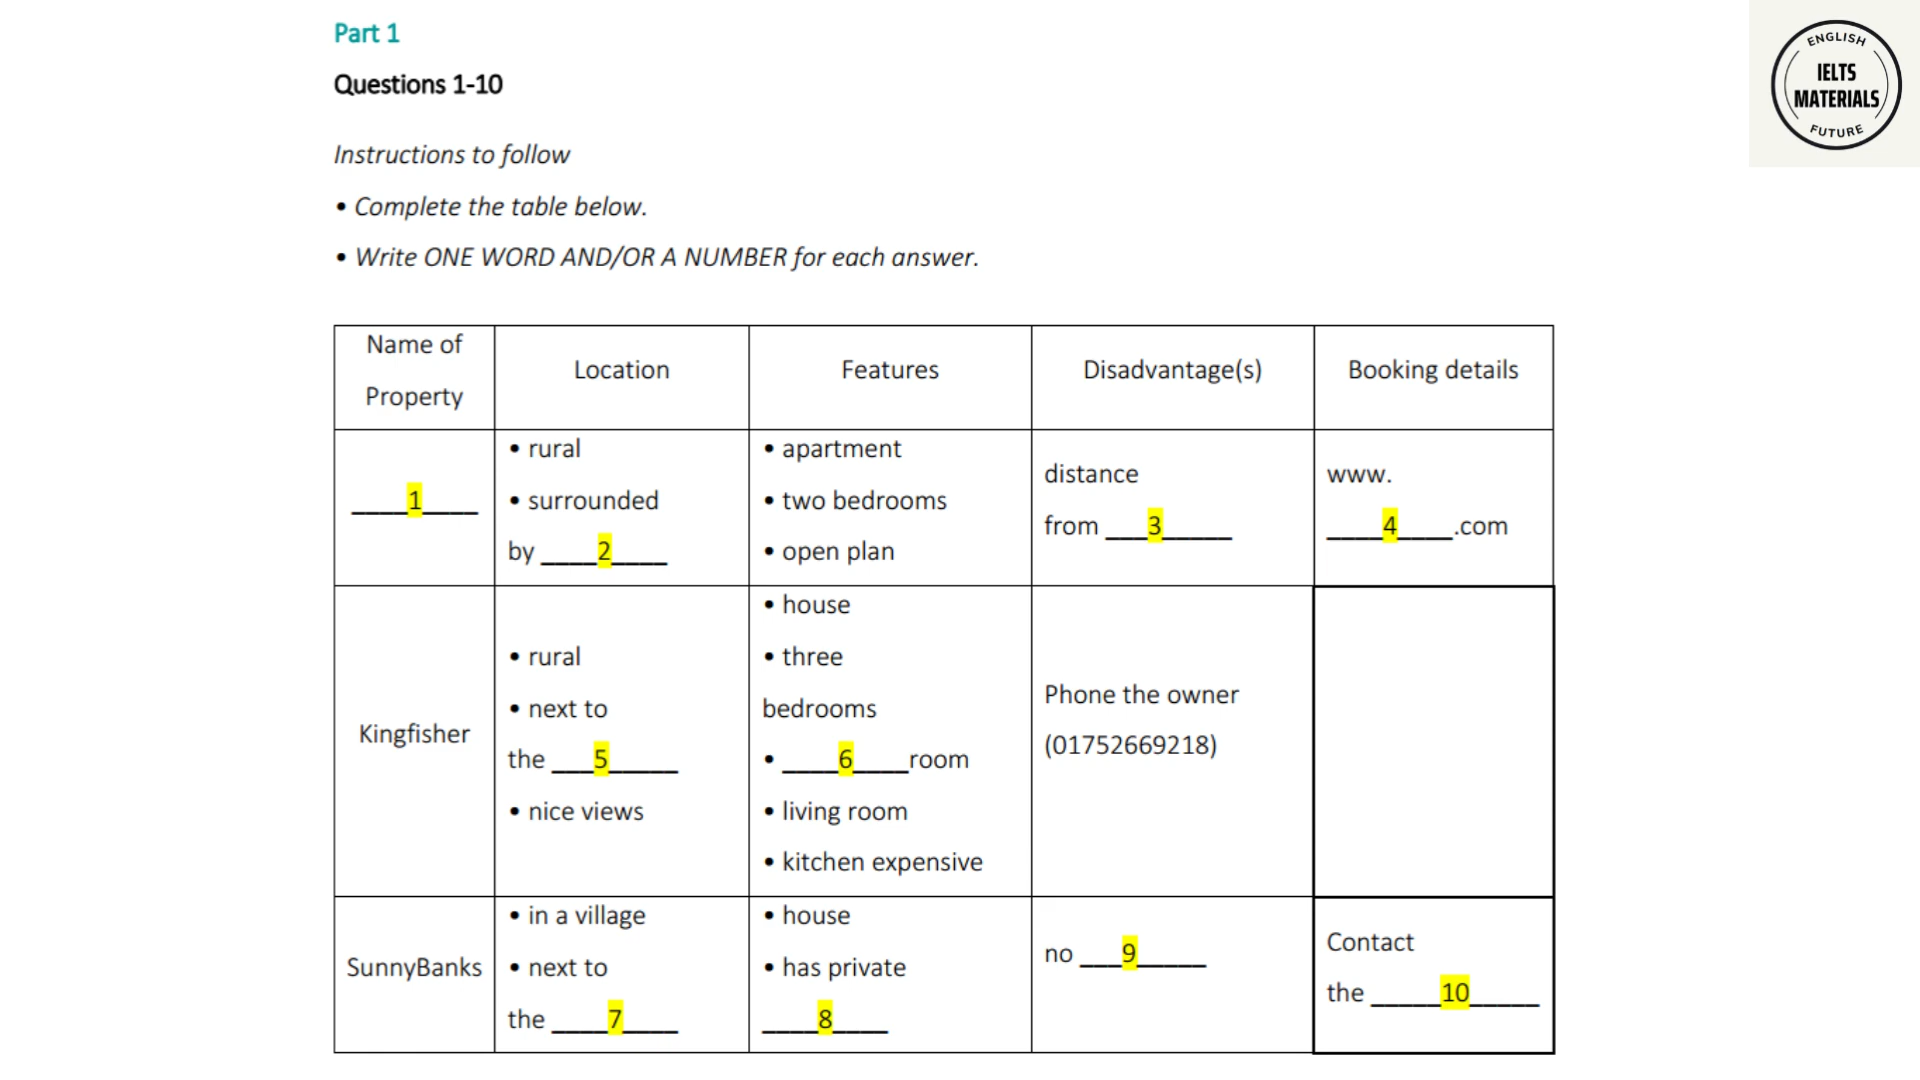 Part 1
Questions 1-10
Instructions to follow
• Complete the table below.
• Write ONE WORD AND/OR A NUMBER for each answer.
Name of
Property
Location
Features
Disadvantage(s)
Booking details
____1____
• rural
• surrounded
by ____2____
• apartment
• two bedrooms
• open plan
distance
from ___3_____
www.
____4____.com
Kingfisher
• rural
• next to
the ___5_____
• nice views
• house
• three
bedrooms
• ____6____room
• living room
• kitchen expensive
Phone the owner
(01752669218)
SunnyBanks
• in a village
• next to
the ____7____
• house
• has private
____8____
no ___9_____
Contact
the _____10_____
ENGLISH
IELTS
MATERIALS
FUTURE